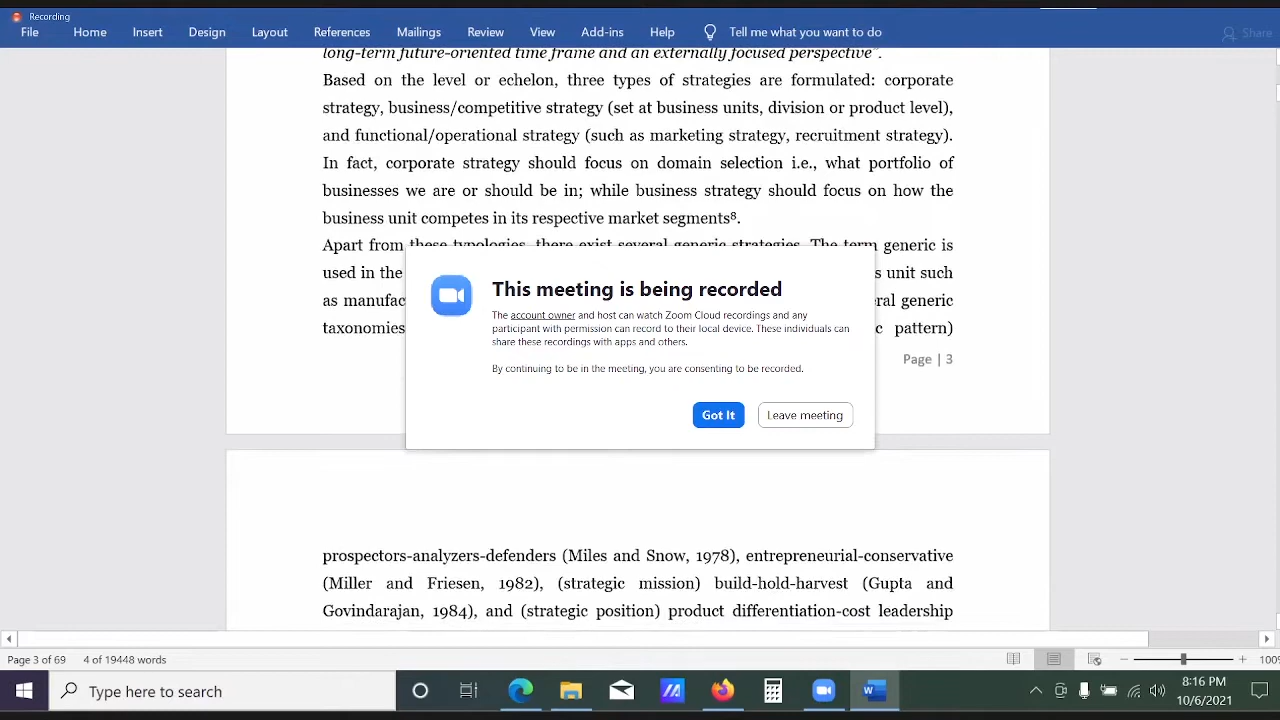 Recording
File Home Insert Design Layout References Mailings Review View Add-ins Help Tell me what you want to do Share
long-term future-oriented time frame and an externally focused perspective".
Based on the level or echelon, three types of strategies are formulated: corporate
strategy, business/competitive strategy (set at business units, division or product level),
and functional/operational strategy (such as marketing strategy, recruitment strategy).
In fact, corporate strategy should focus on domain selection i.e., what portfolio of
businesses we are or should be in; while business strategy should focus on how the
business unit competes in its respective market segments⁸.
Apart from these typologies, there exist several generic strategies. The term generic is
used in the s unit such
as manufac ral generic
taxonomies c pattern)
Page | 3
This meeting is being recorded
The account owner and host can watch Zoom Cloud recordings and any
participant with permission can record to their local device. These individuals can
share these recordings with apps and others.
By continuing to be in the meeting, you are consenting to be recorded.
Got It Leave meeting
prospectors-analyzers-defenders (Miles and Snow, 1978), entrepreneurial-conservative
(Miller and Friesen, 1982), (strategic mission) build-hold-harvest (Gupta and
Govindarajan, 1984), and (strategic position) product differentiation-cost leadership
Page 3 of 69 4 of 19448 words
100%
Type here to search
8:16 PM
10/6/2021